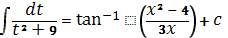 ∫ dt / (t² + 9) = tan⁻¹ ⬚ ((x² − 4) / 3x) + c